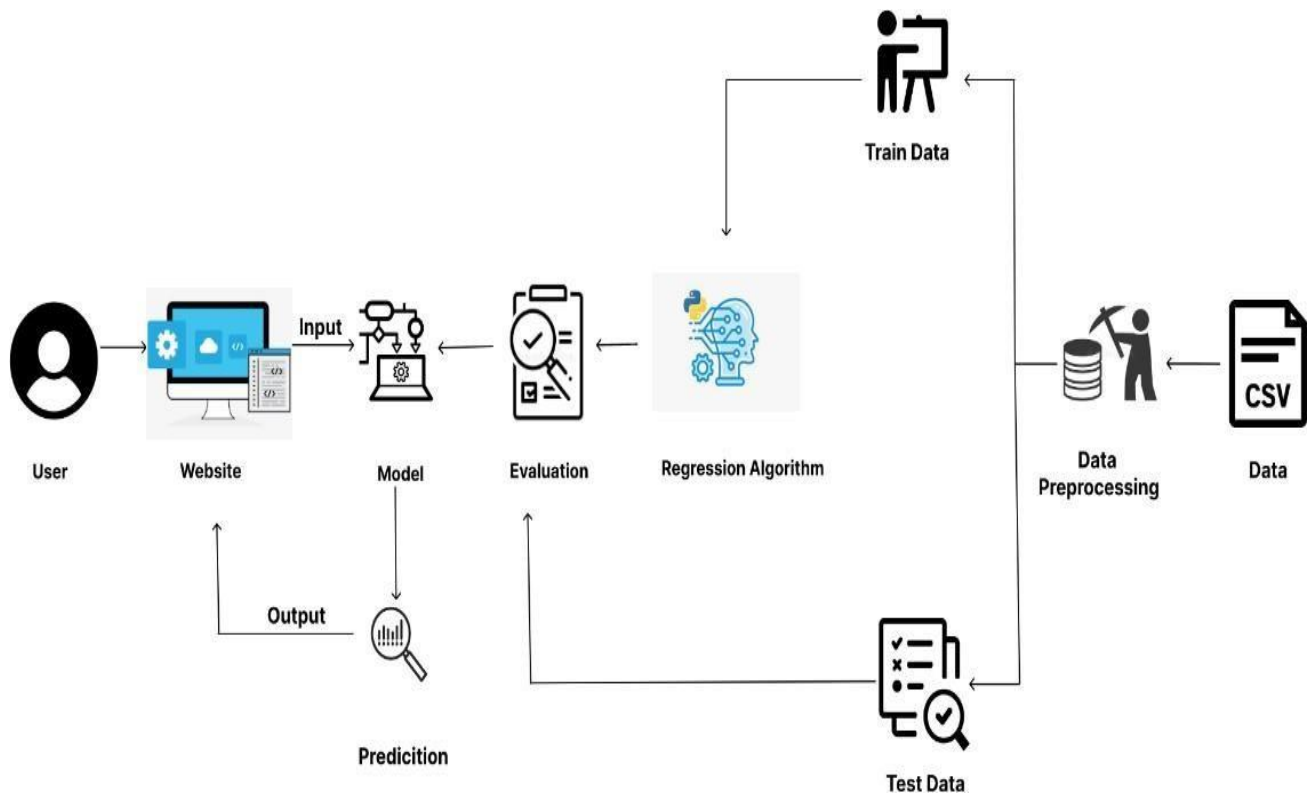 Train Data
Input
CSV
User
Website
Model
Evaluation
Regression Algorithm
Data
Preprocessing
Data
Output
Predicition
Test Data